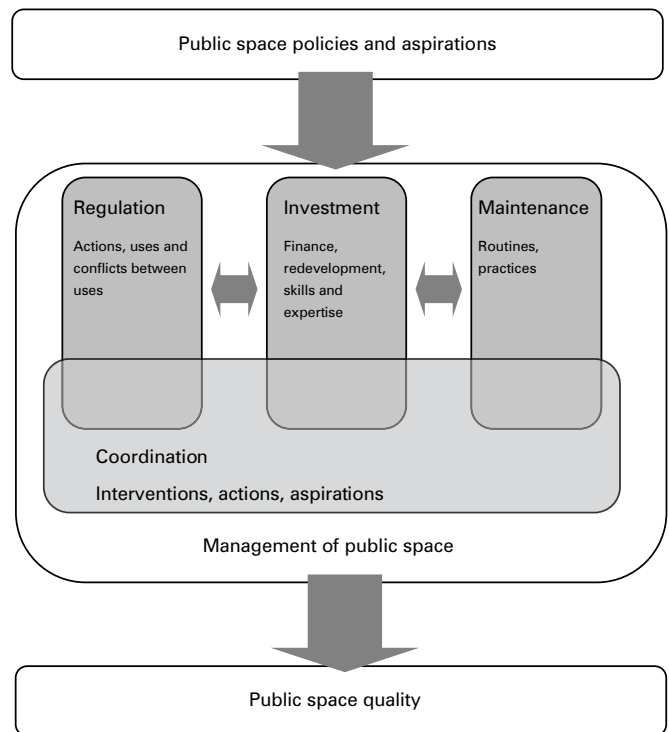 Public space policies and aspirations
Regulation
Actions, uses and
conflicts between
uses
Investment
Finance,
redevelopment,
skills and
expertise
Maintenance
Routines,
practices
Coordination
Interventions, actions, aspirations
Management of public space
Public space quality